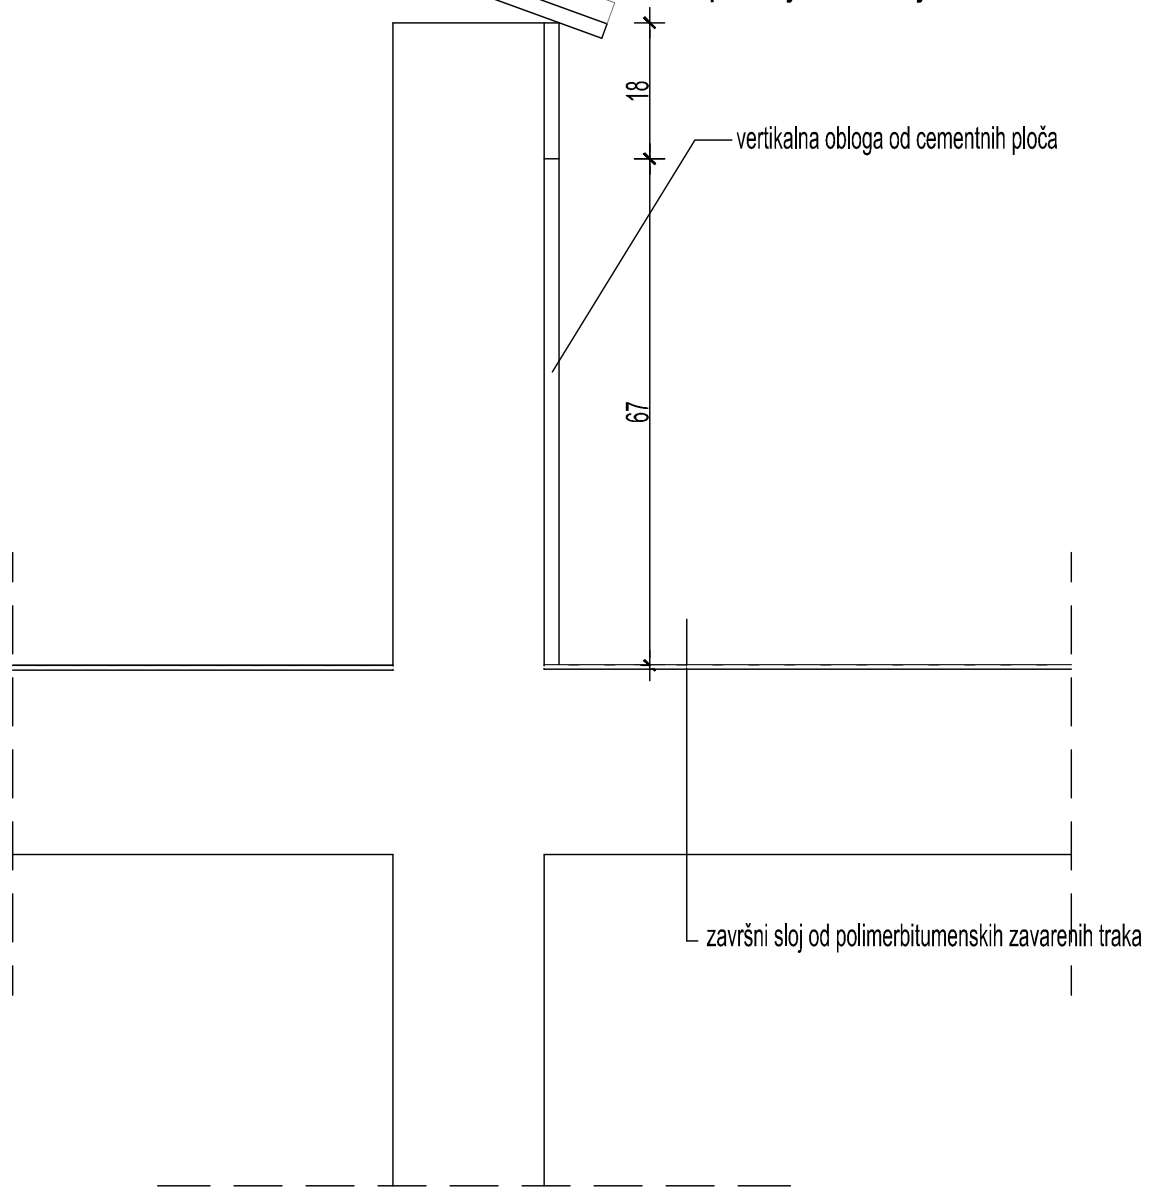 18
vertikalna obloga od cementnih ploča
67
završni sloj od polimerbitumenskih zavarenih traka